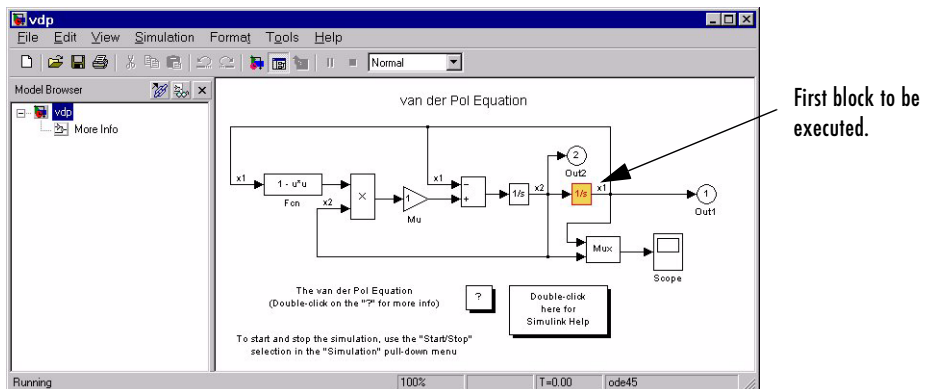 vdp
File Edit View Simulation Format Tools Help
Normal
Model Browser
vdp
More Info
van der Pol Equation
First block to be
executed.
2
Out2
x1
1 - u*u
Fcn
x2
×
1
Mu
x1
−
+
1/s
x2
1/s
x1
1
Out1
Mux
Scope
The van der Pol Equation
(Double-click on the "?" for more info)
?
Double-click
here for
Simulink Help
To start and stop the simulation, use the "Start/Stop"
selection in the "Simulation" pull-down menu
Running
100%
T=0.00
ode45